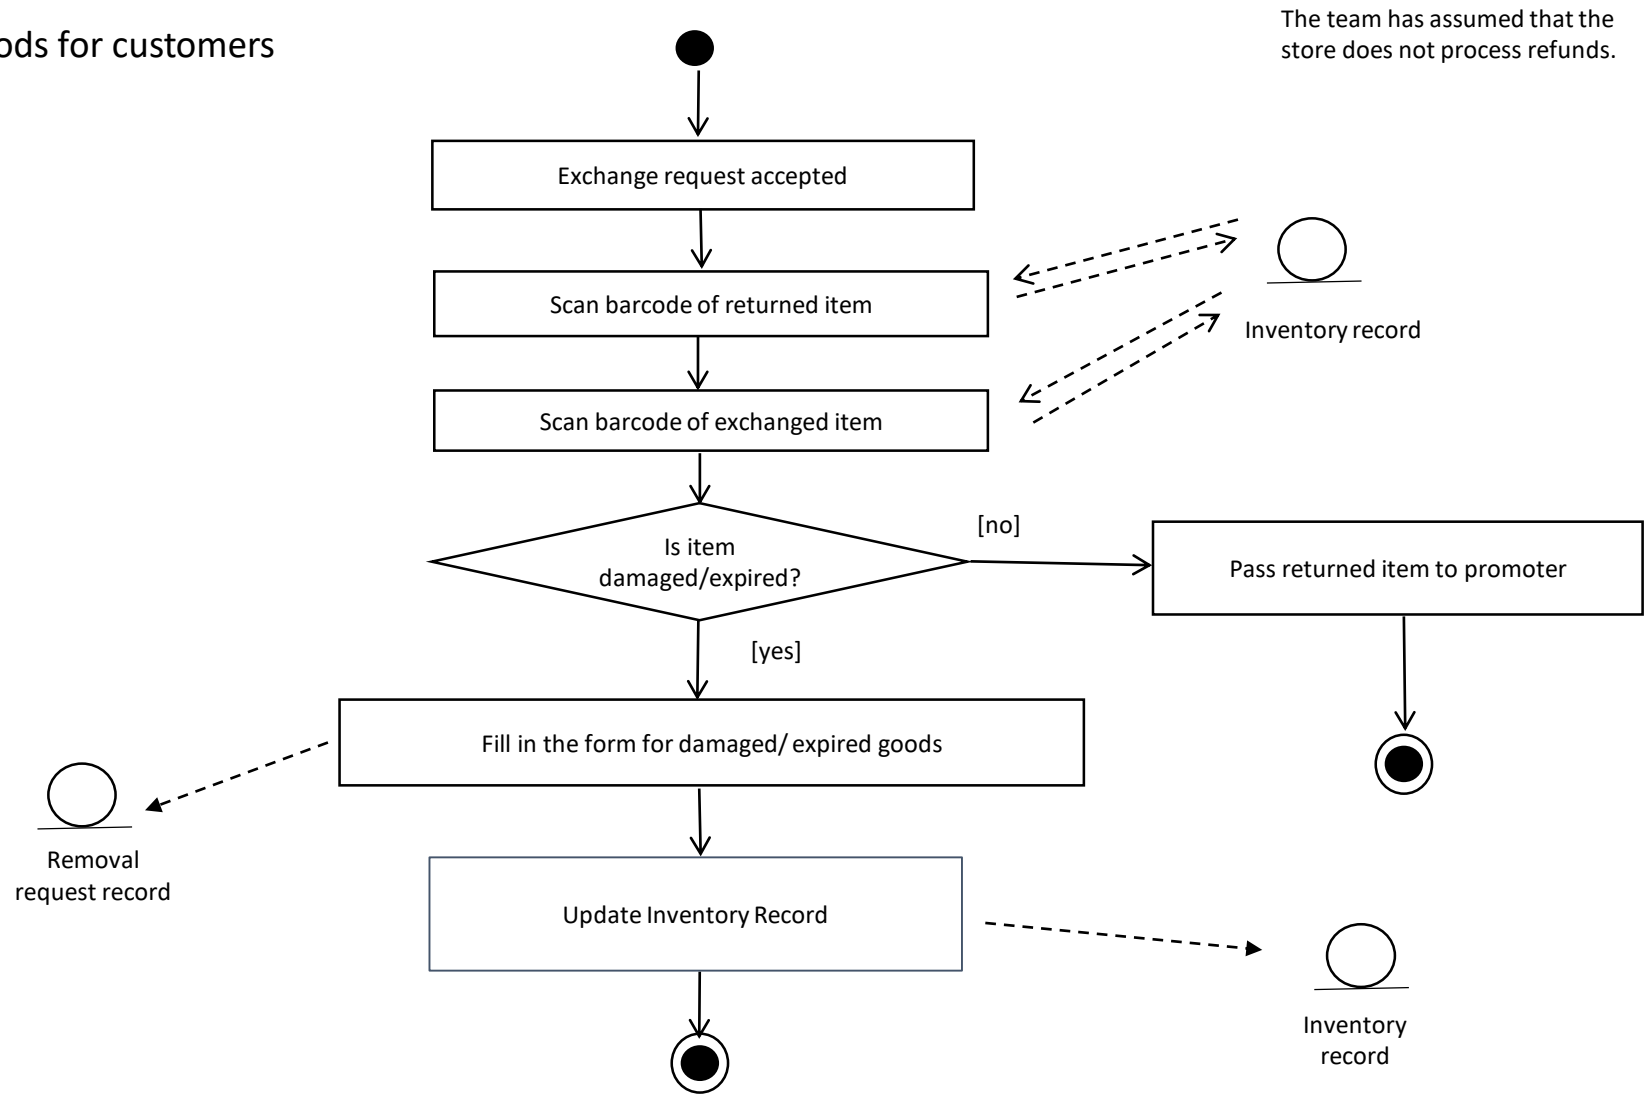 ods for customers
The team has assumed that the
store does not process refunds.
Exchange request accepted
Scan barcode of returned item
Inventory record
Scan barcode of exchanged item
[no]
Is item
damaged/expired?
Pass returned item to promoter
[yes]
Fill in the form for damaged/ expired goods
Removal
request record
Update Inventory Record
Inventory
record